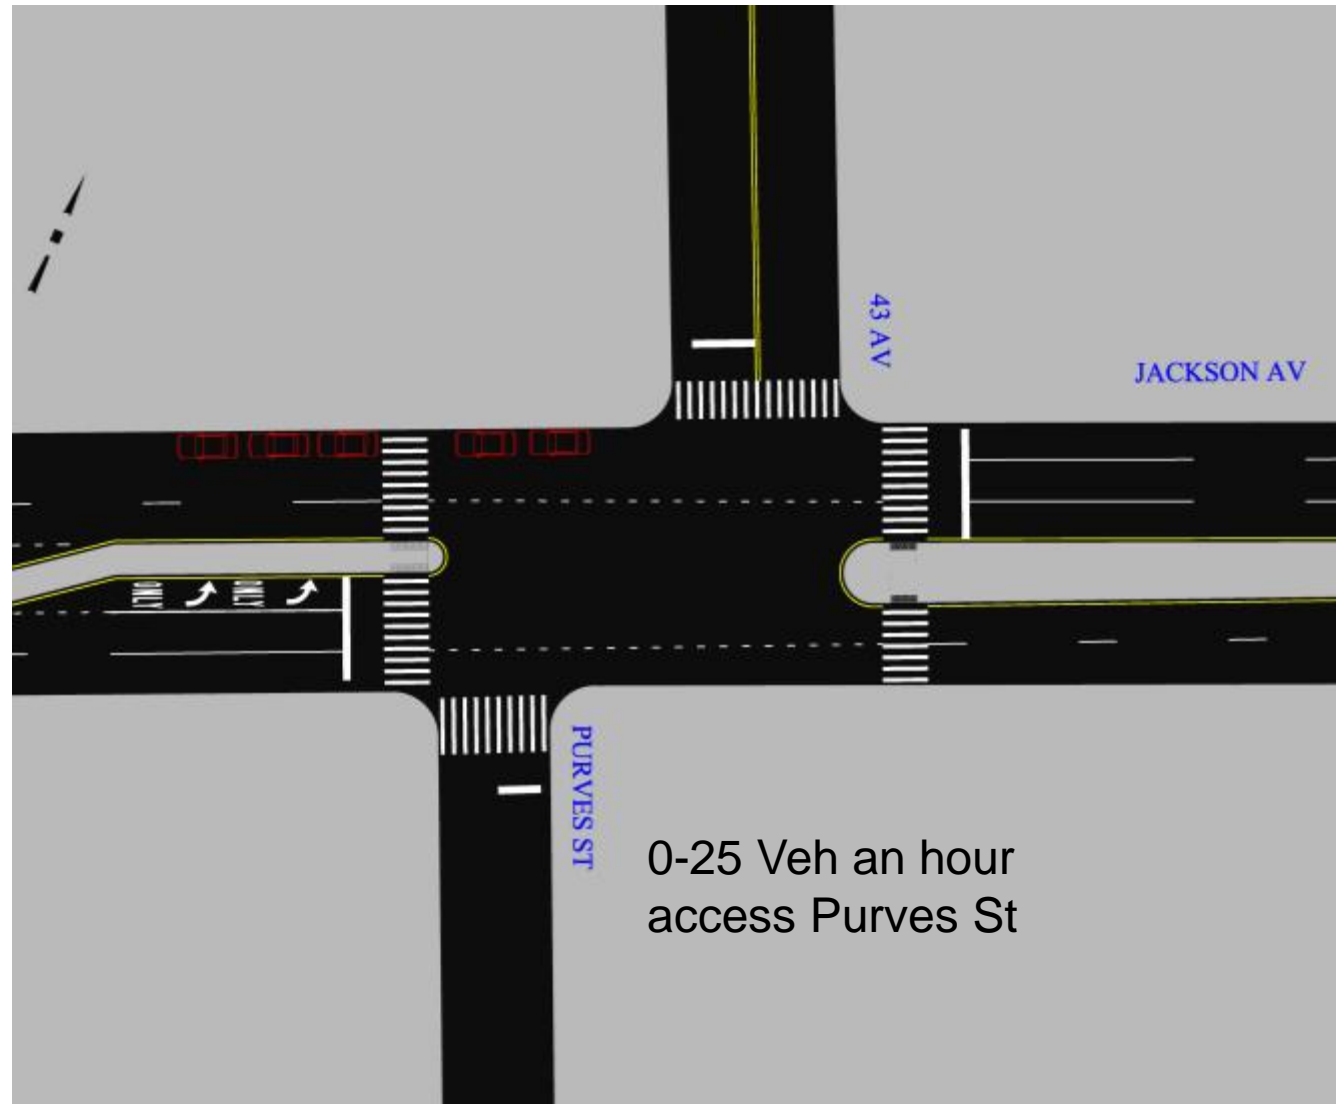 43 AV
JACKSON AV
ONLY
ONLY
PURVES ST
0-25 Veh an hour
access Purves St